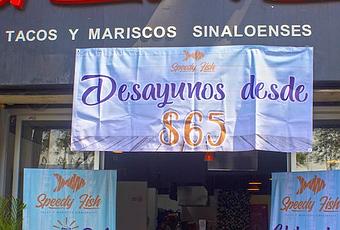 TACOS Y MARISCOS SINALOENSES
Speedy Fish
Desayunos desde
$65
Speedy Fish
Speedy Fish